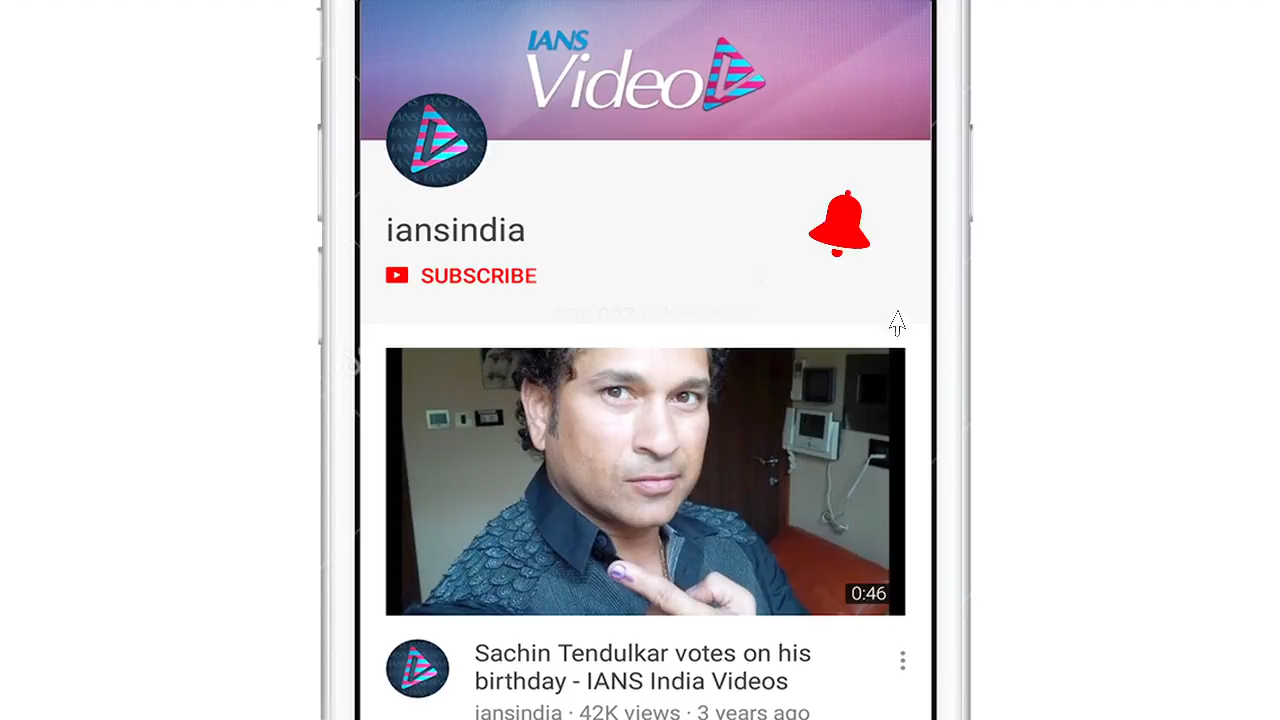 IANS
Video
iansindia
SUBSCRIBE
0:46
Sachin Tendulkar votes on his
birthday - IANS India Videos
iansindia · 42K views · 3 years ago